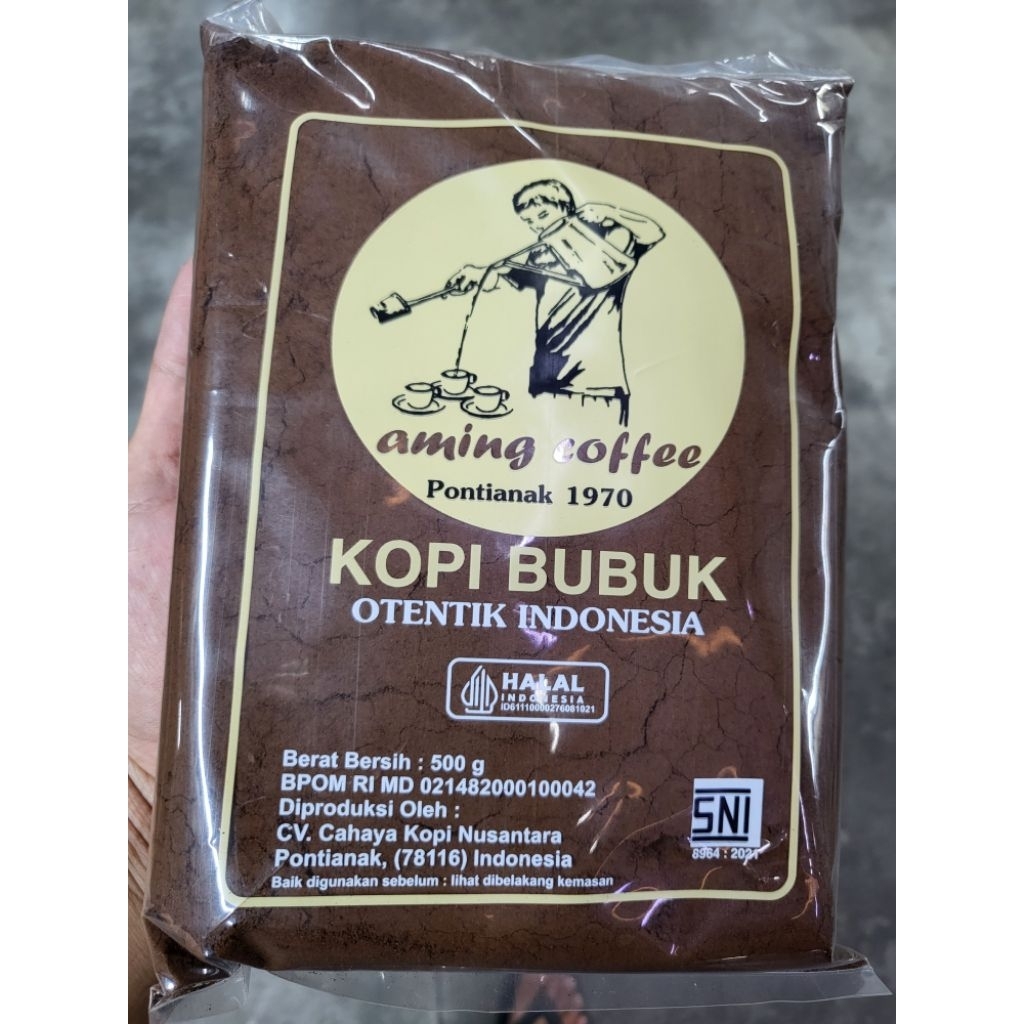 aming coffee
Pontianak 1970
KOPI BUBUK
OTENTIK INDONESIA
HALAL
INDONESIA
ID61110000276081021
Berat Bersih : 500 g
BPOM RI MD 021482000100042
Diproduksi Oleh :
CV. Cahaya Kopi Nusantara
Pontianak, (78116) Indonesia
Baik digunakan sebelum : lihat dibelakang kemasan
SNI
8964 : 2021